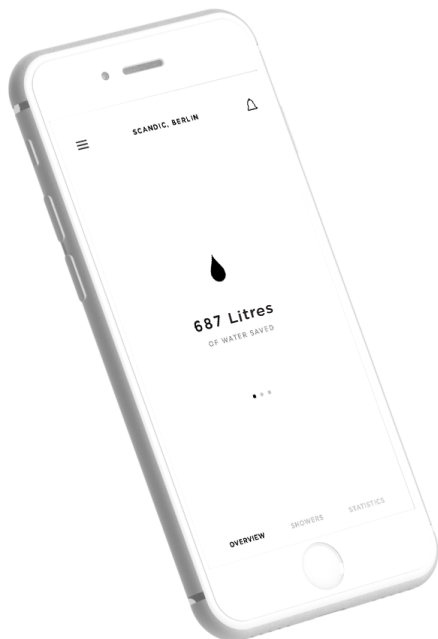 SCANDIC, BERLIN
687 Litres
OF WATER SAVED
OVERVIEW SHOWERS STATISTICS